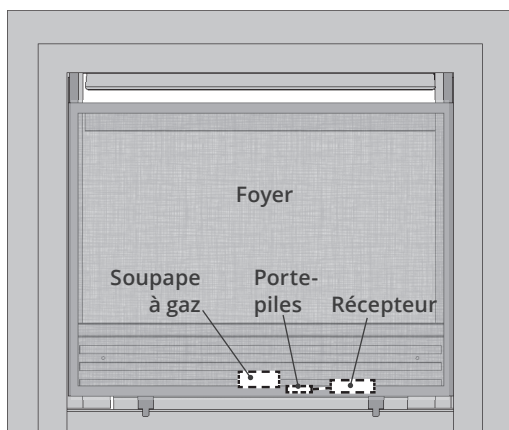 Foyer
Soupape
à gaz
Porte-
piles
Récepteur